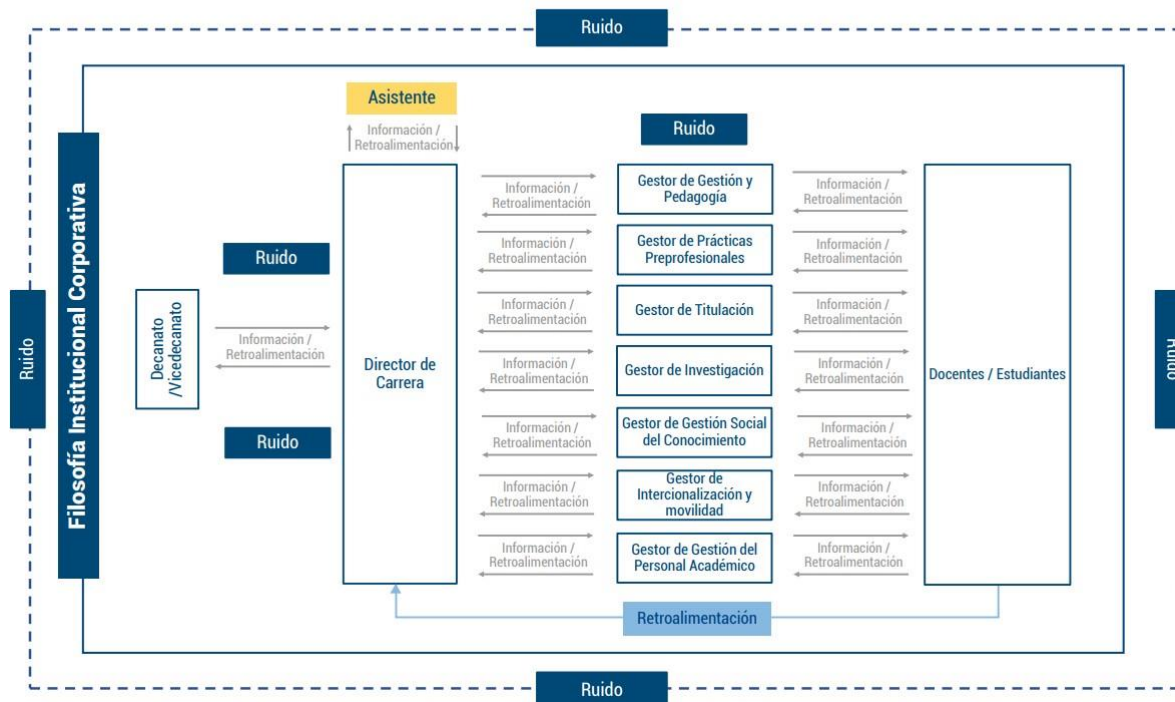 Ruido
Asistente
Información /
Retroalimentación
Ruido
Filosofía Institucional Corporativa
Ruido
Ruido
Decanato
/Vicedecanato
Información /
Retroalimentación
Ruido
Director de
Carrera
Información /
Retroalimentación
Gestor de Gestión y
Pedagogía
Información /
Retroalimentación
Información /
Retroalimentación
Gestor de Prácticas
Preprofesionales
Información /
Retroalimentación
Información /
Retroalimentación
Gestor de Titulación
Información /
Retroalimentación
Información /
Retroalimentación
Gestor de Investigación
Información /
Retroalimentación
Información /
Retroalimentación
Gestor de Gestión Social
del Conocimiento
Información /
Retroalimentación
Información /
Retroalimentación
Gestor de
Intercionalización y
movilidad
Información /
Retroalimentación
Información /
Retroalimentación
Gestor de Gestión del
Personal Académico
Información /
Retroalimentación
Docentes / Estudiantes
Ruido
Retroalimentación
Ruido